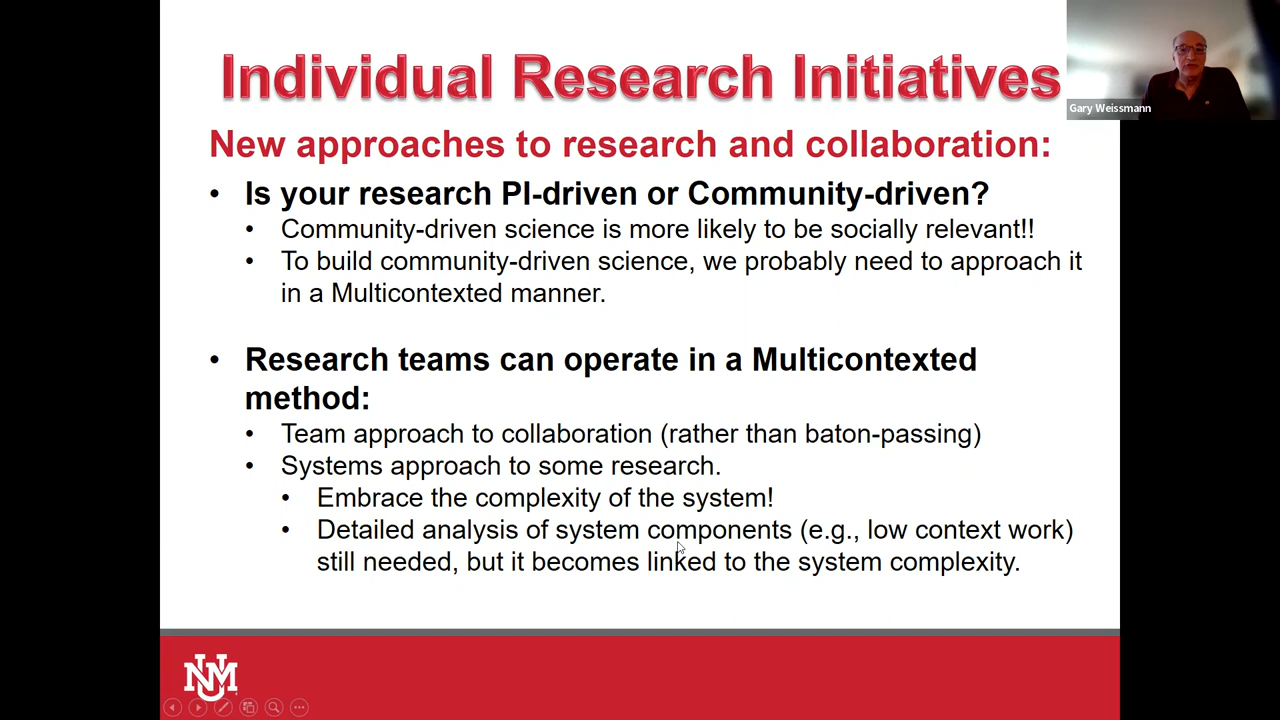 Individual Research Initiatives
Gary Weissmann
New approaches to research and collaboration:
• Is your research PI-driven or Community-driven?
• Community-driven science is more likely to be socially relevant!!
• To build community-driven science, we probably need to approach it
in a Multicontexted manner.
• Research teams can operate in a Multicontexted
method:
• Team approach to collaboration (rather than baton-passing)
• Systems approach to some research.
• Embrace the complexity of the system!
• Detailed analysis of system components (e.g., low context work)
still needed, but it becomes linked to the system complexity.
UNM